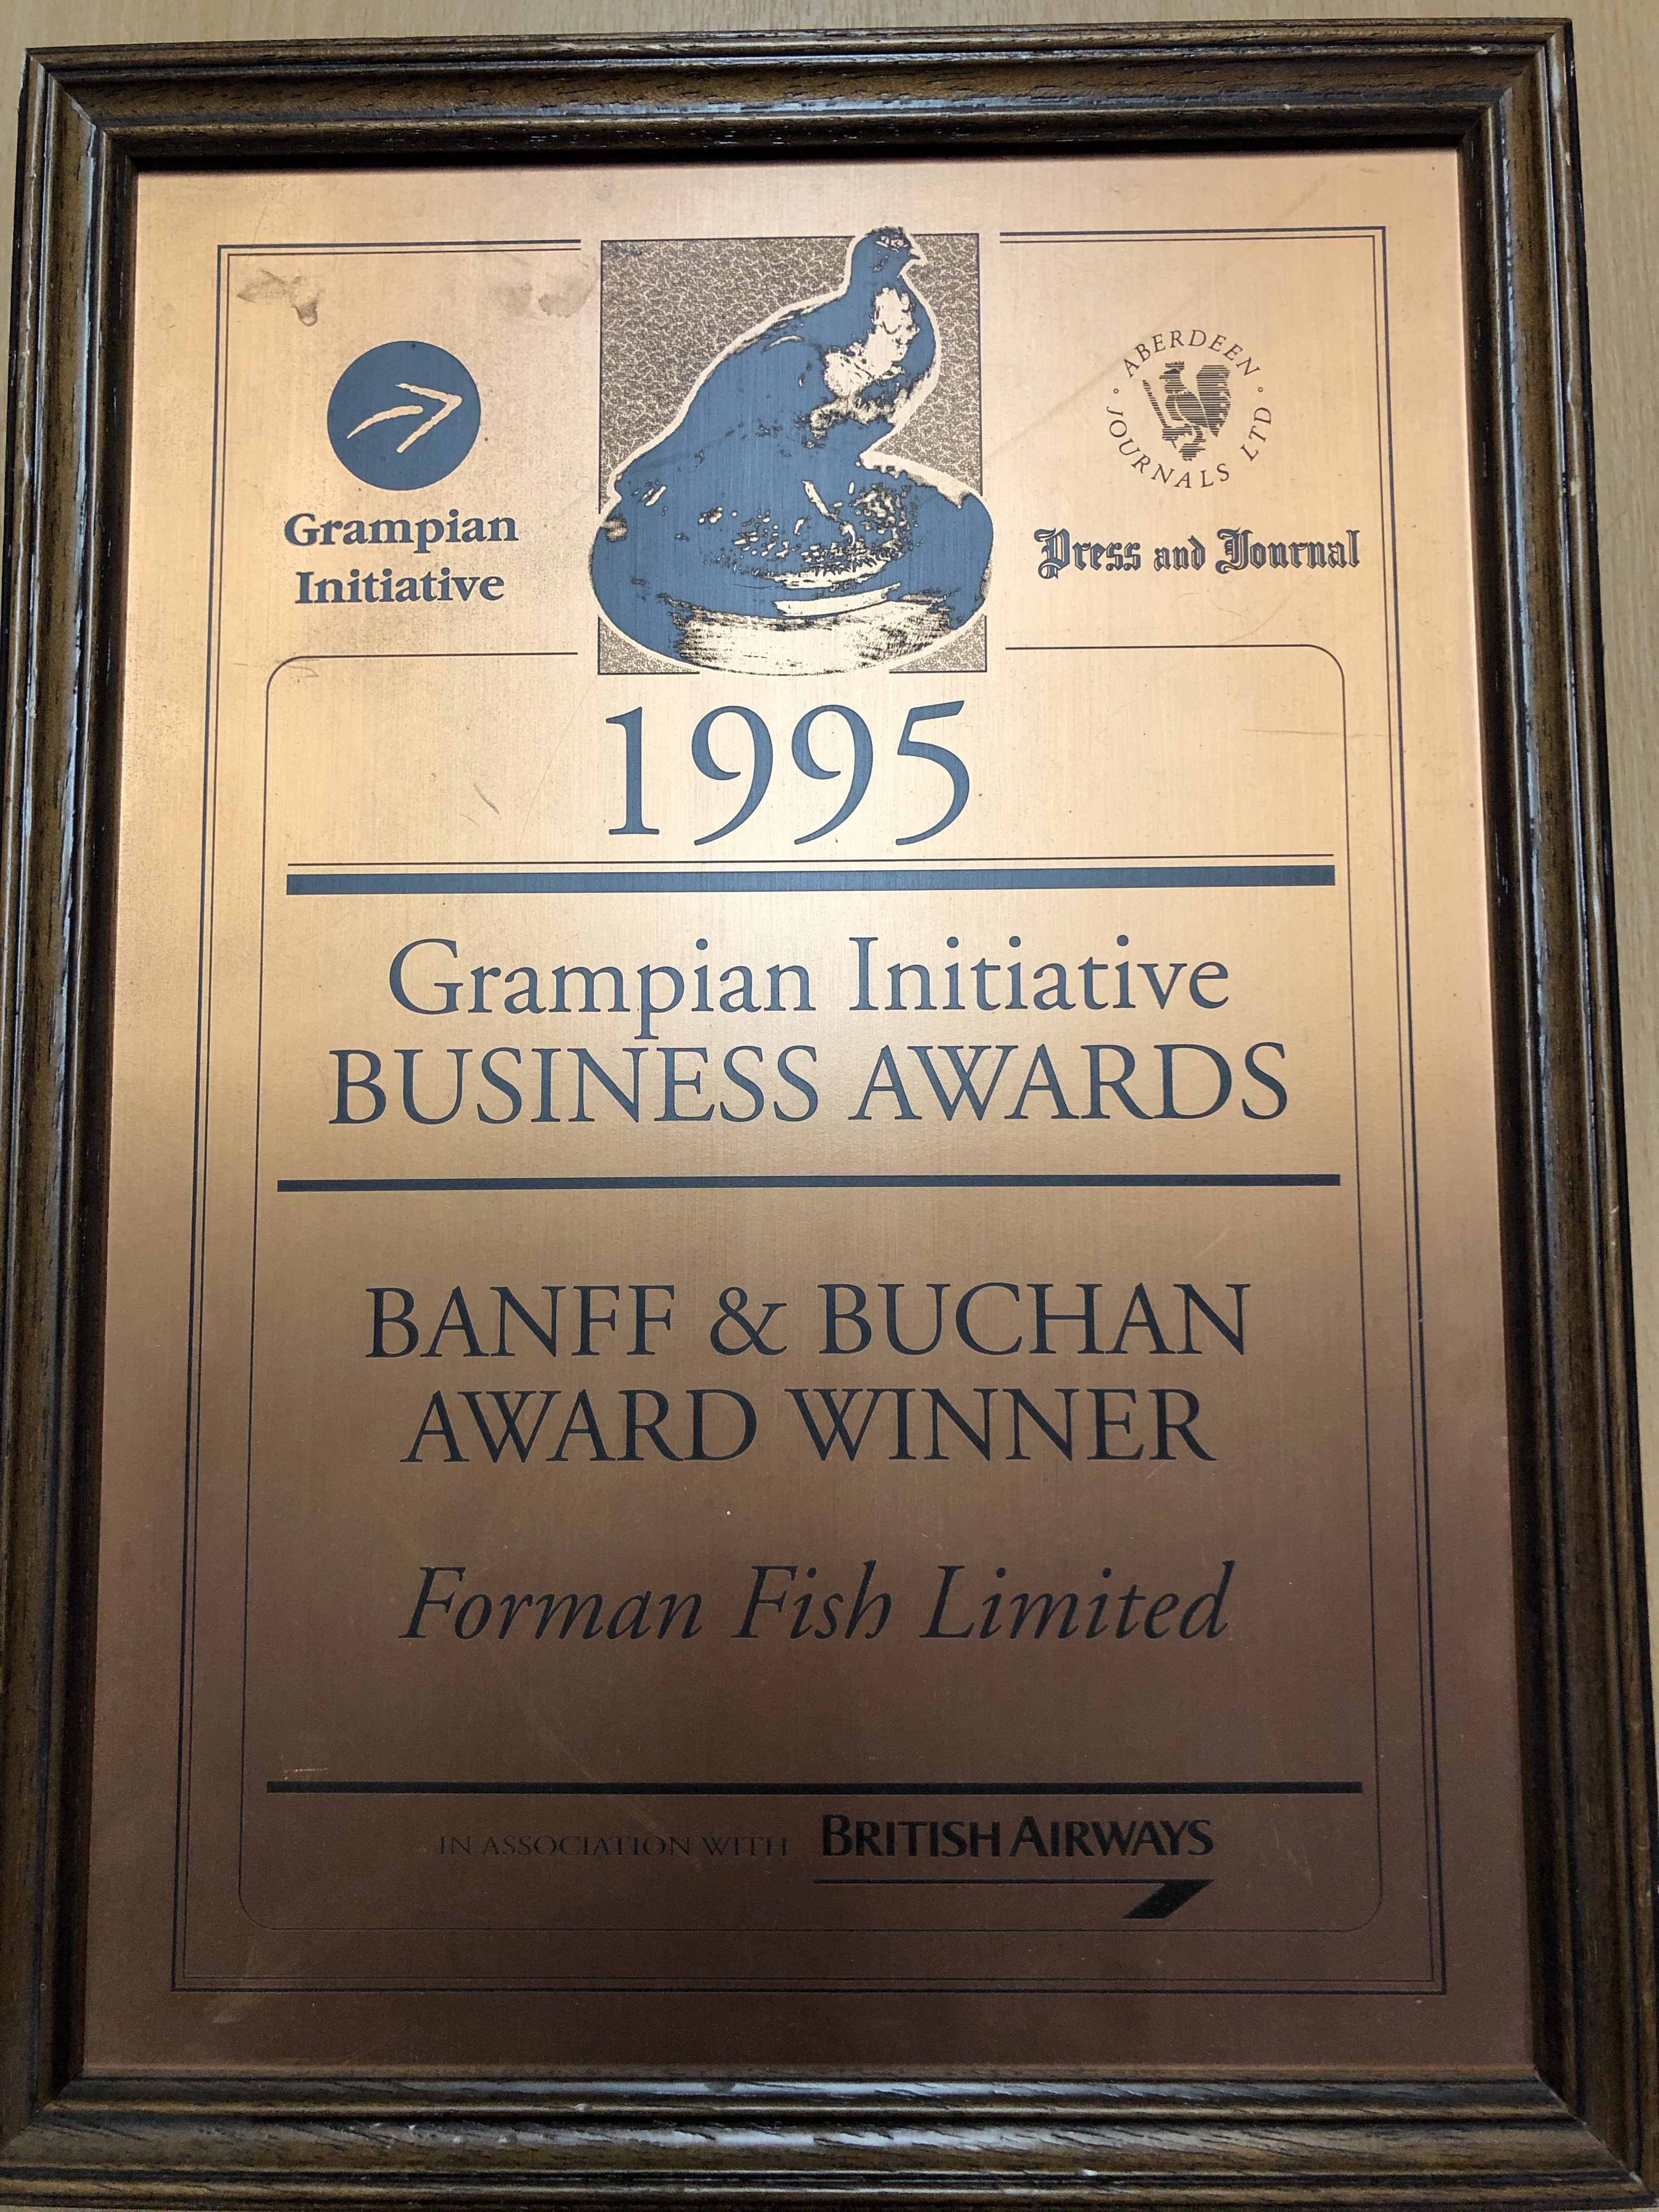 Grampian
Initiative
· ABERDEEN ·
JOURNALS LTD
Press and Journal
1995
Grampian Initiative
BUSINESS AWARDS
BANFF & BUCHAN
AWARD WINNER
Forman Fish Limited
IN ASSOCIATION WITH BRITISH AIRWAYS